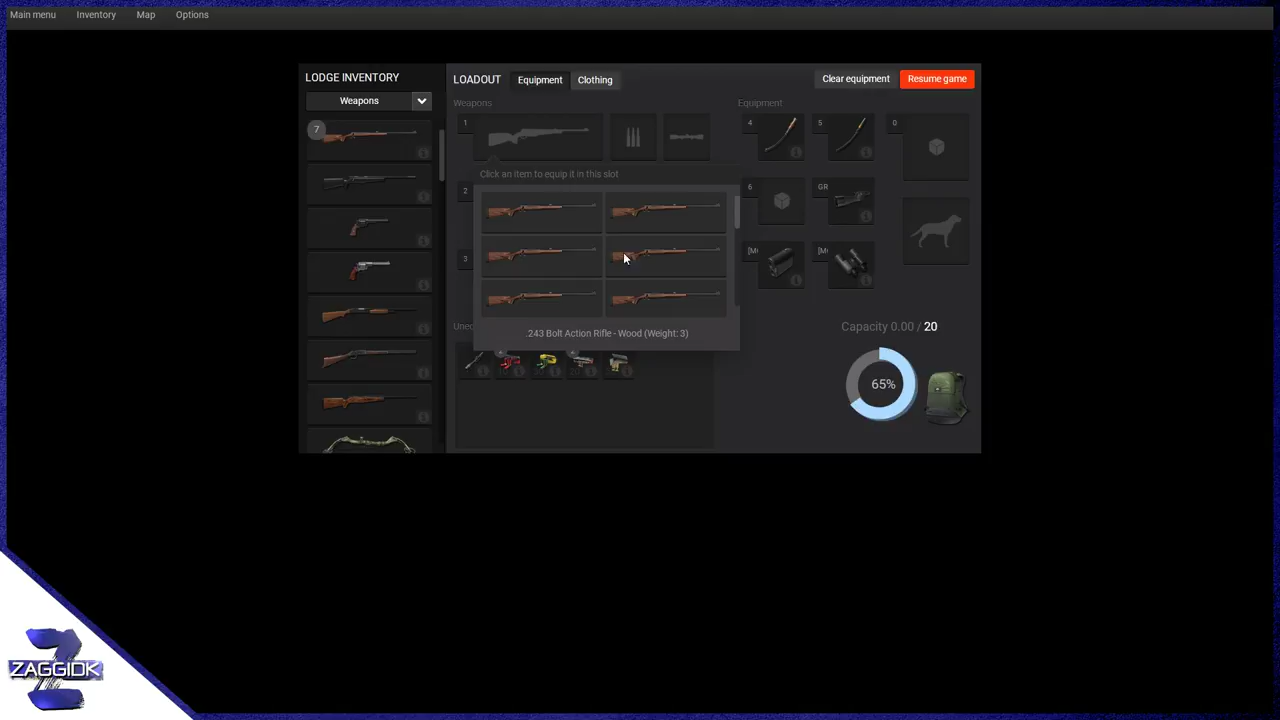 Main menu Inventory Map Options
LODGE INVENTORY
Weapons
7
LOADOUT Equipment Clothing
Clear equipment Resume game
Weapons
Equipment
1
4 5 0
Click an item to equip it in this slot
2
6 GR
3
[M [M
.243 Bolt Action Rifle - Wood (Weight: 3)
Capacity 0.00 / 20
65%
ZAGGIDK